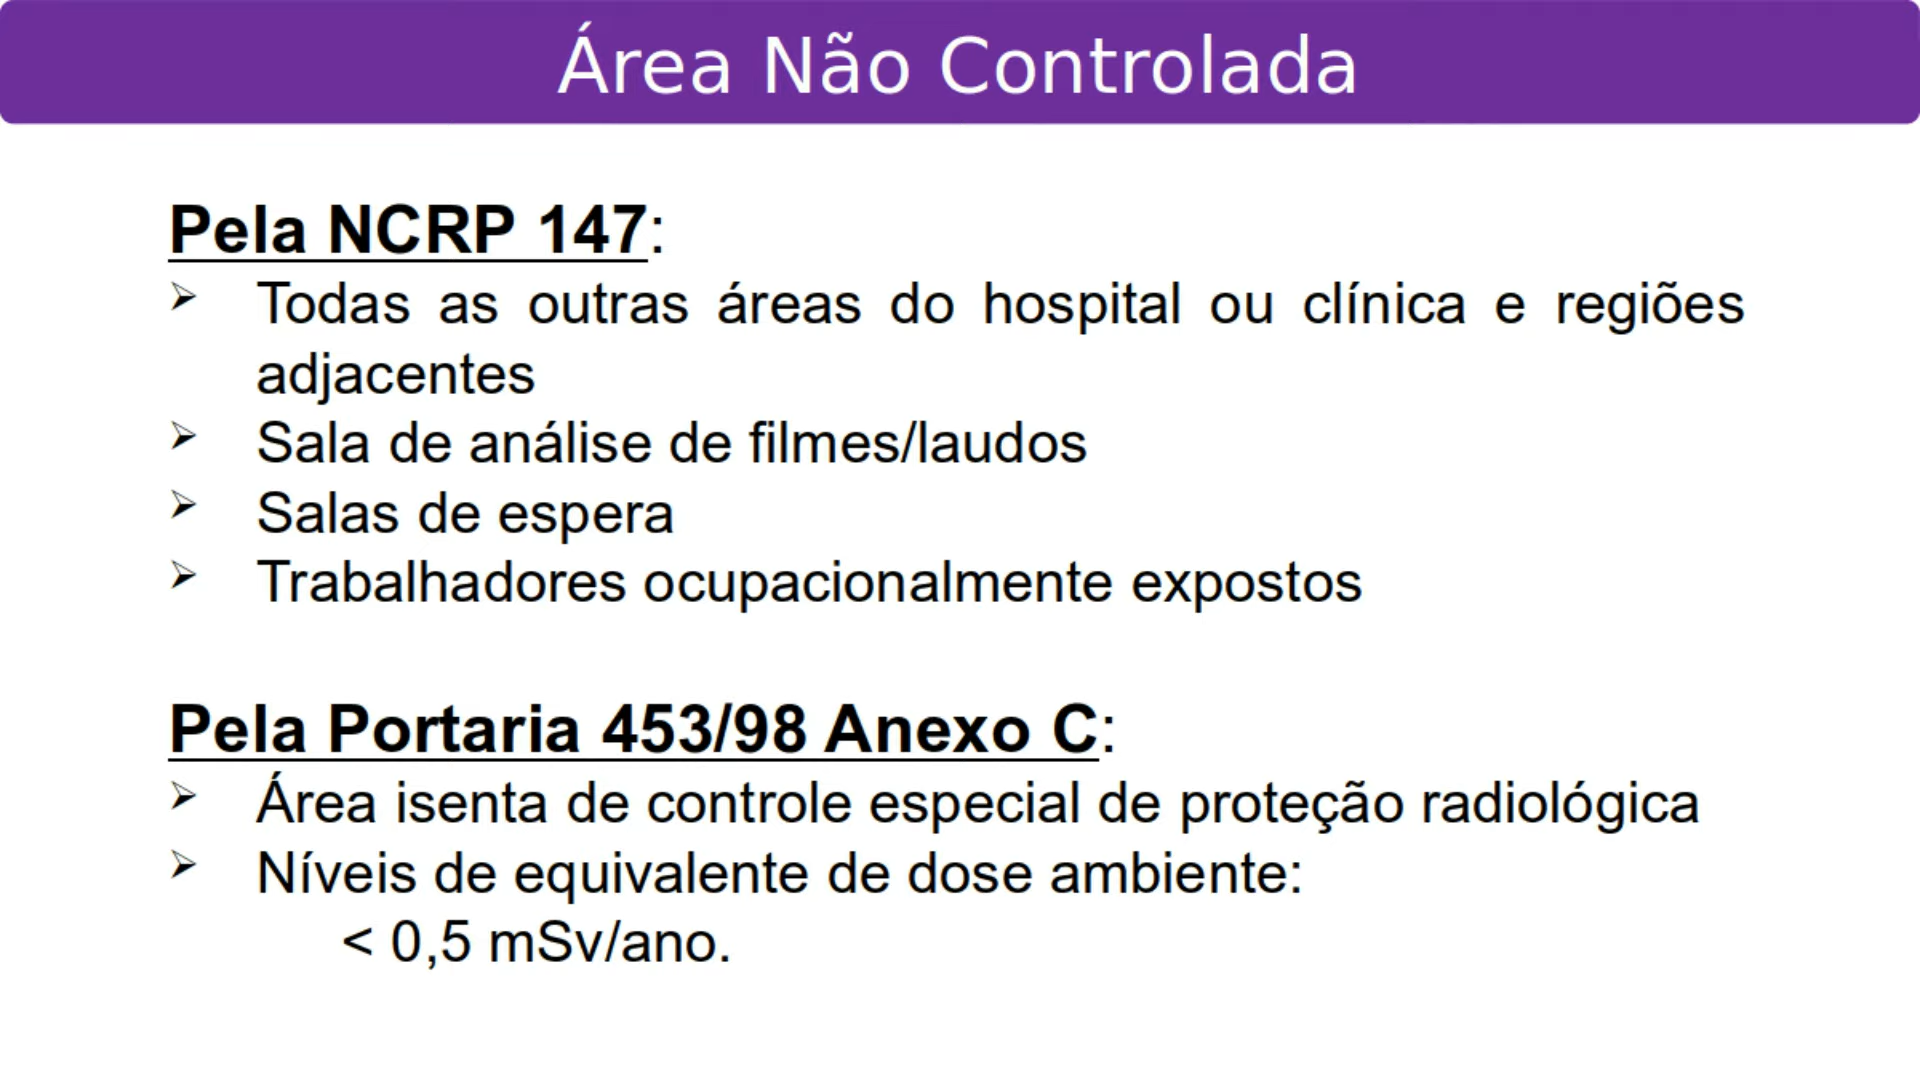 Área Não Controlada
Pela NCRP 147:
➢ Todas as outras áreas do hospital ou clínica e regiões
adjacentes
➢ Sala de análise de filmes/laudos
➢ Salas de espera
➢ Trabalhadores ocupacionalmente expostos
Pela Portaria 453/98 Anexo C:
➢ Área isenta de controle especial de proteção radiológica
➢ Níveis de equivalente de dose ambiente:
< 0,5 mSv/ano.